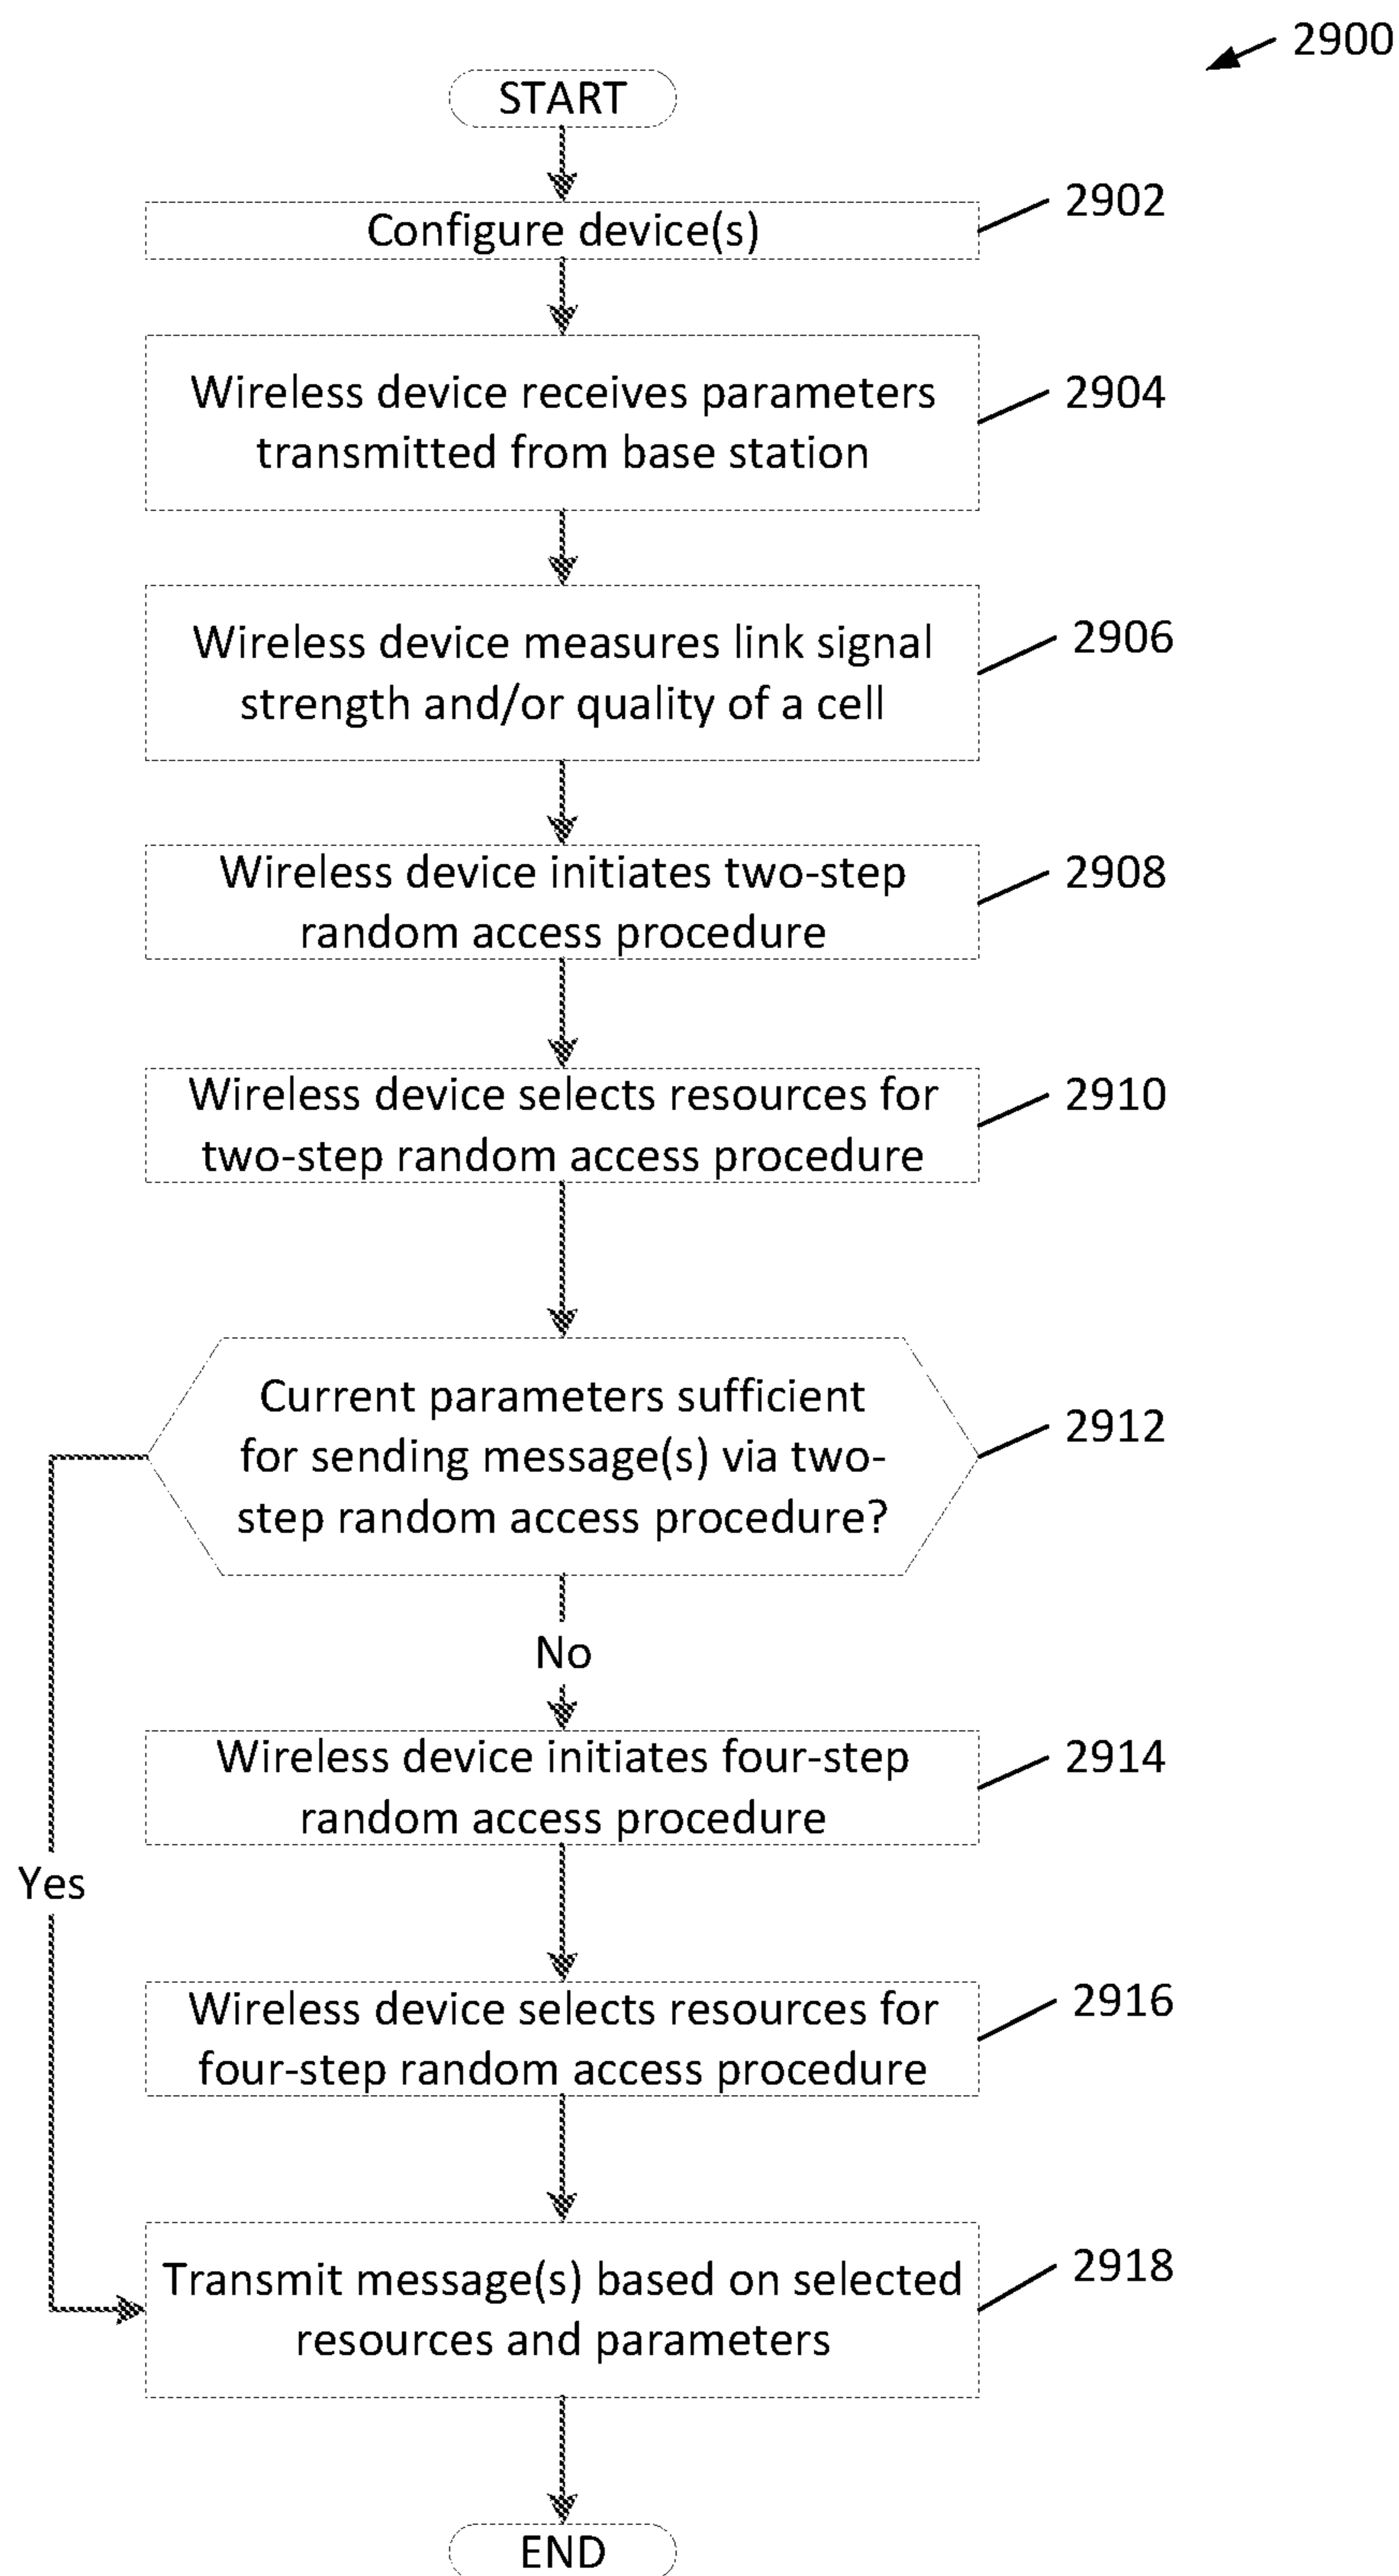 2900
START
Configure device(s)
2902
Wireless device receives parameters
transmitted from base station
2904
Wireless device measures link signal
strength and/or quality of a cell
2906
Wireless device initiates two-step
random access procedure
2908
Wireless device selects resources for
two-step random access procedure
2910
Current parameters sufficient
for sending message(s) via two-
step random access procedure?
2912
No
Wireless device initiates four-step
random access procedure
2914
Yes
Wireless device selects resources for
four-step random access procedure
2916
Transmit message(s) based on selected
resources and parameters
2918
END